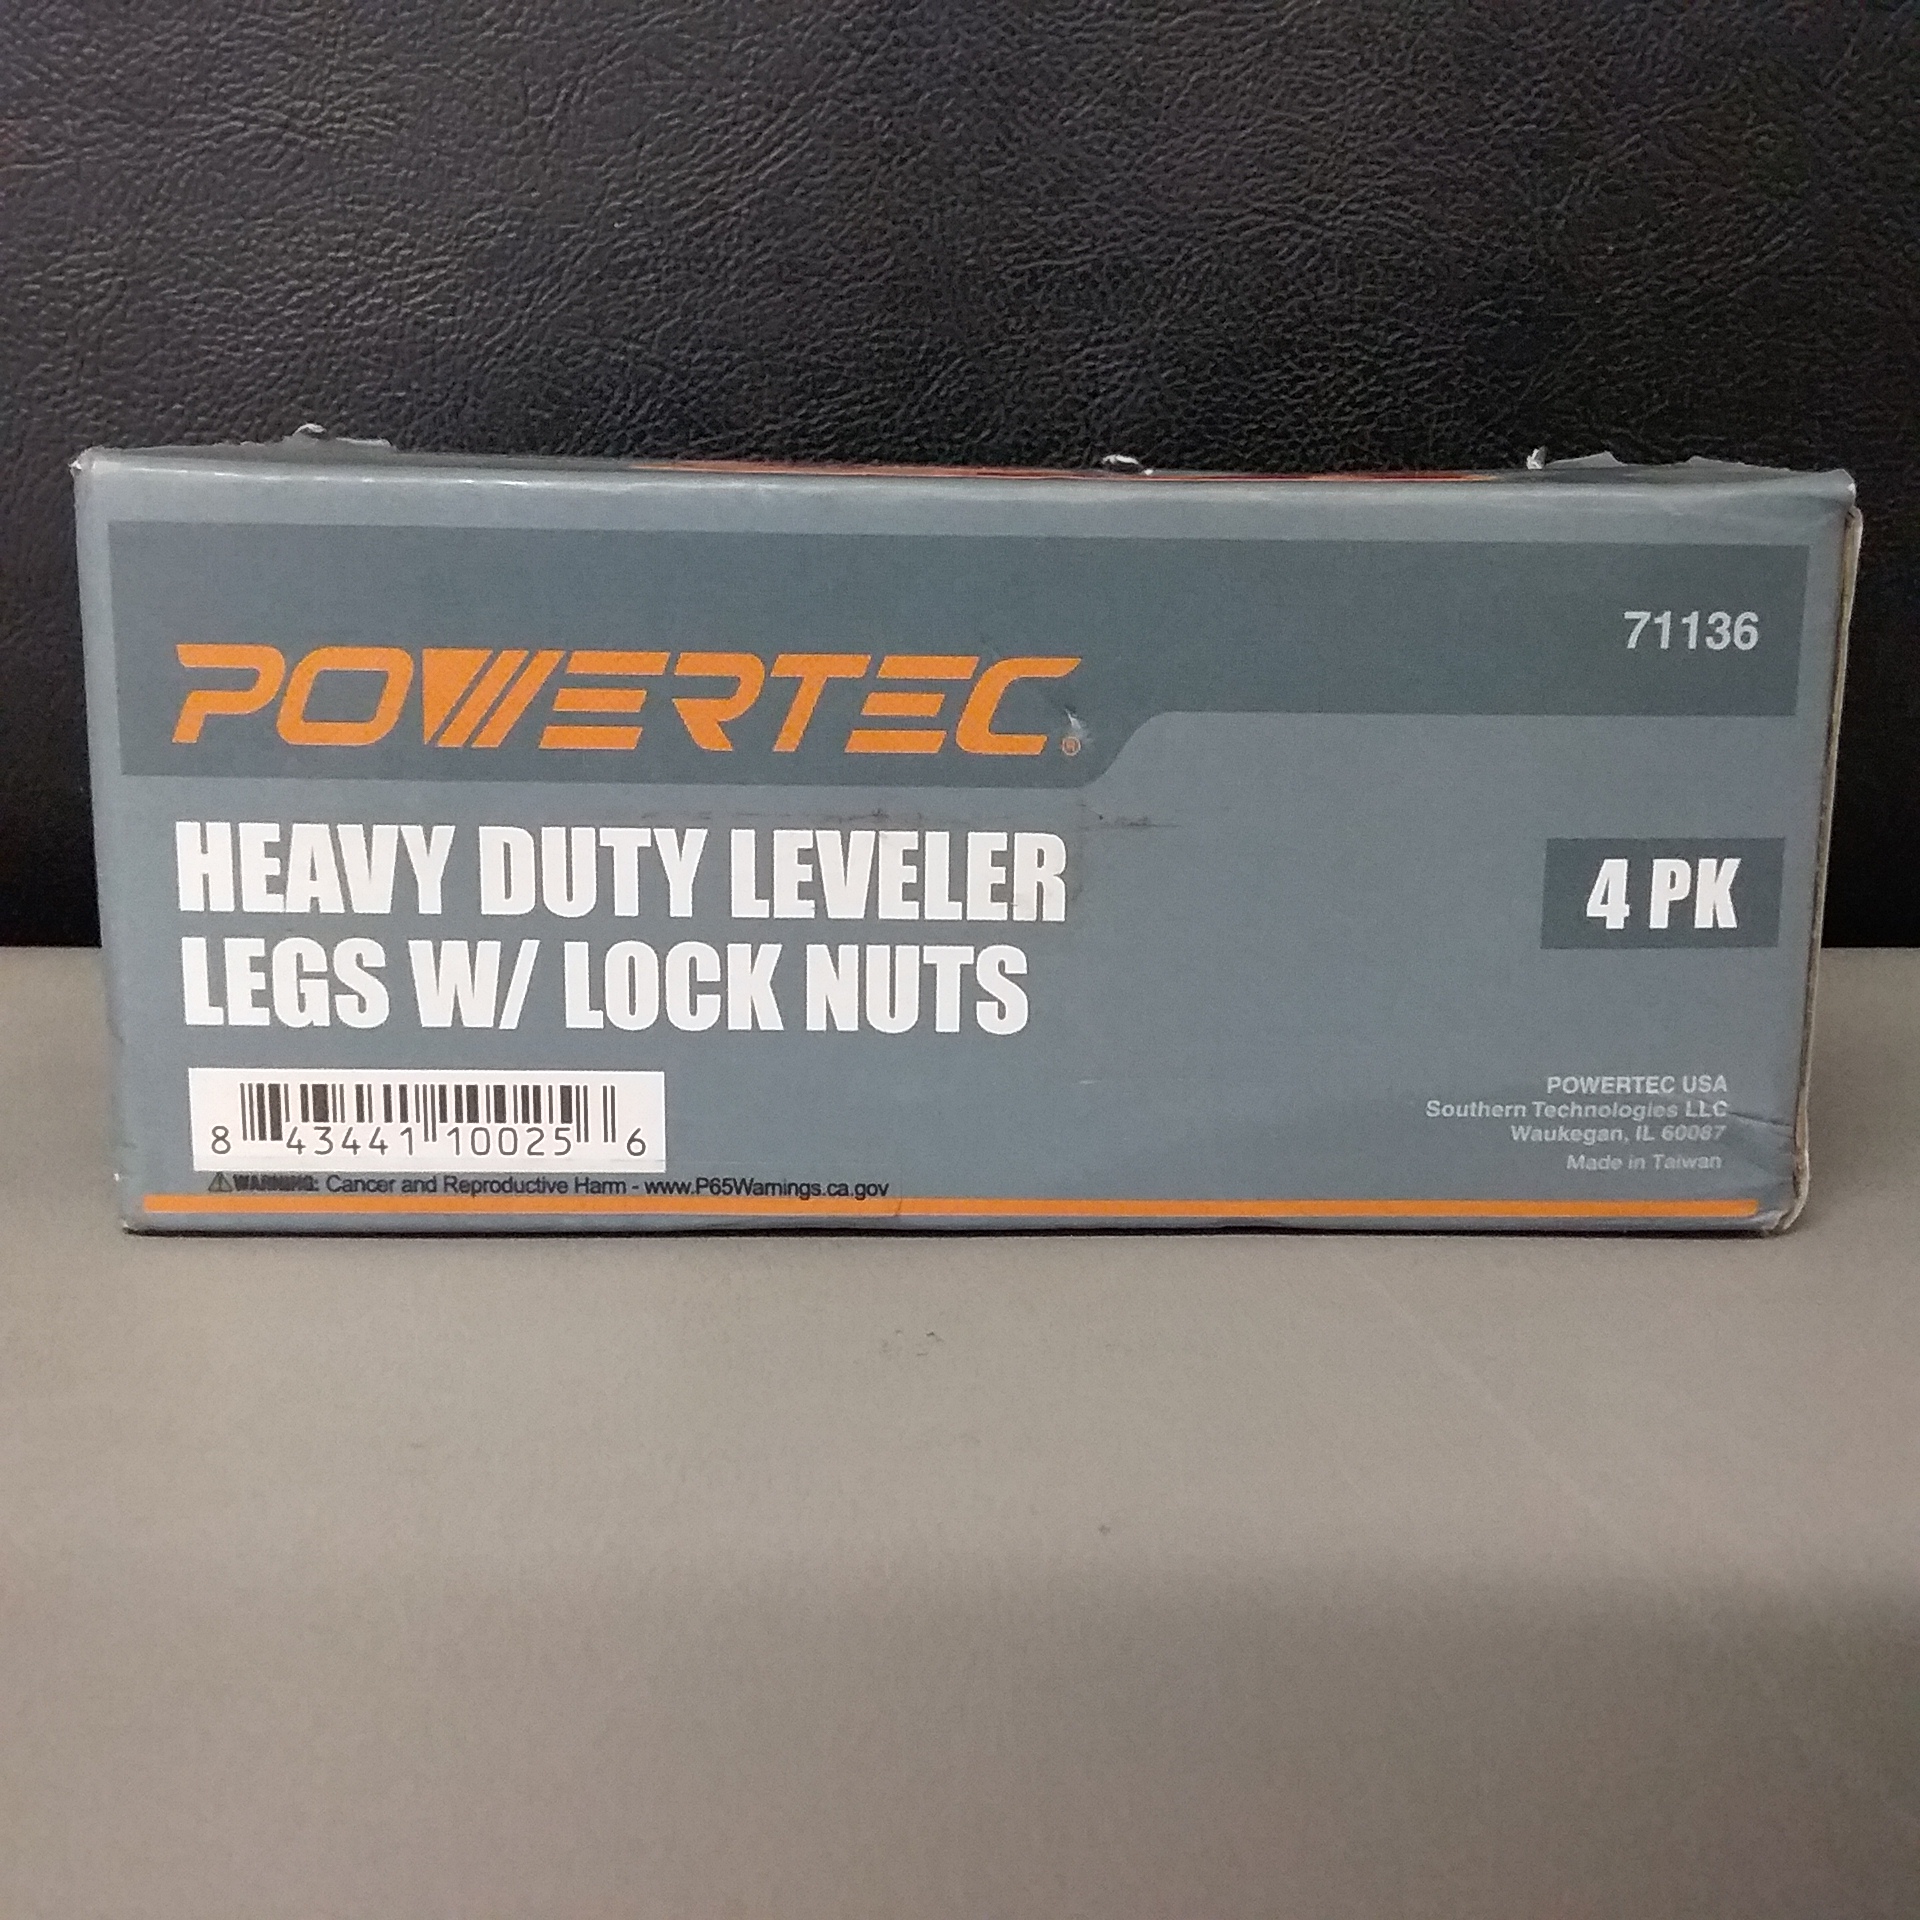 POWERTEC®
71136
HEAVY DUTY LEVELER
LEGS W/ LOCK NUTS
4 PK
8 43441 10025 6
⚠WARNING: Cancer and Reproductive Harm - www.P65Warnings.ca.gov
POWERTEC USA
Southern Technologies LLC
Waukegan, IL 60087
Made in Taiwan